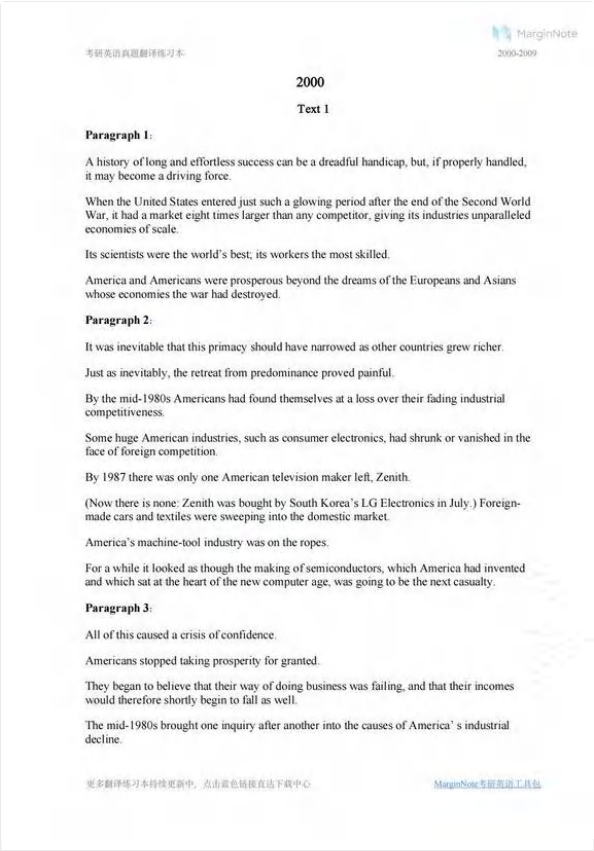 MarginNote
考研英语真题翻译练习本
2000-2009
2000
Text 1
Paragraph 1:
A history of long and effortless success can be a dreadful handicap, but, if properly handled,
it may become a driving force.
When the United States entered just such a glowing period after the end of the Second World
War, it had a market eight times larger than any competitor, giving its industries unparalleled
economies of scale.
Its scientists were the world's best; its workers the most skilled.
America and Americans were prosperous beyond the dreams of the Europeans and Asians
whose economies the war had destroyed.
Paragraph 2:
It was inevitable that this primacy should have narrowed as other countries grew richer.
Just as inevitably, the retreat from predominance proved painful.
By the mid-1980s Americans had found themselves at a loss over their fading industrial
competitiveness.
Some huge American industries, such as consumer electronics, had shrunk or vanished in the
face of foreign competition.
By 1987 there was only one American television maker left, Zenith.
(Now there is none: Zenith was bought by South Korea's LG Electronics in July.) Foreign-
made cars and textiles were sweeping into the domestic market.
America's machine-tool industry was on the ropes.
For a while it looked as though the making of semiconductors, which America had invented
and which sat at the heart of the new computer age, was going to be the next casualty.
Paragraph 3:
All of this caused a crisis of confidence.
Americans stopped taking prosperity for granted.
They began to believe that their way of doing business was failing, and that their incomes
would therefore shortly begin to fall as well.
The mid-1980s brought one inquiry after another into the causes of America' s industrial
decline.
更多翻译练习本持续更新中，点击蓝色链接直达下载中心
MarginNote考研英语工具包